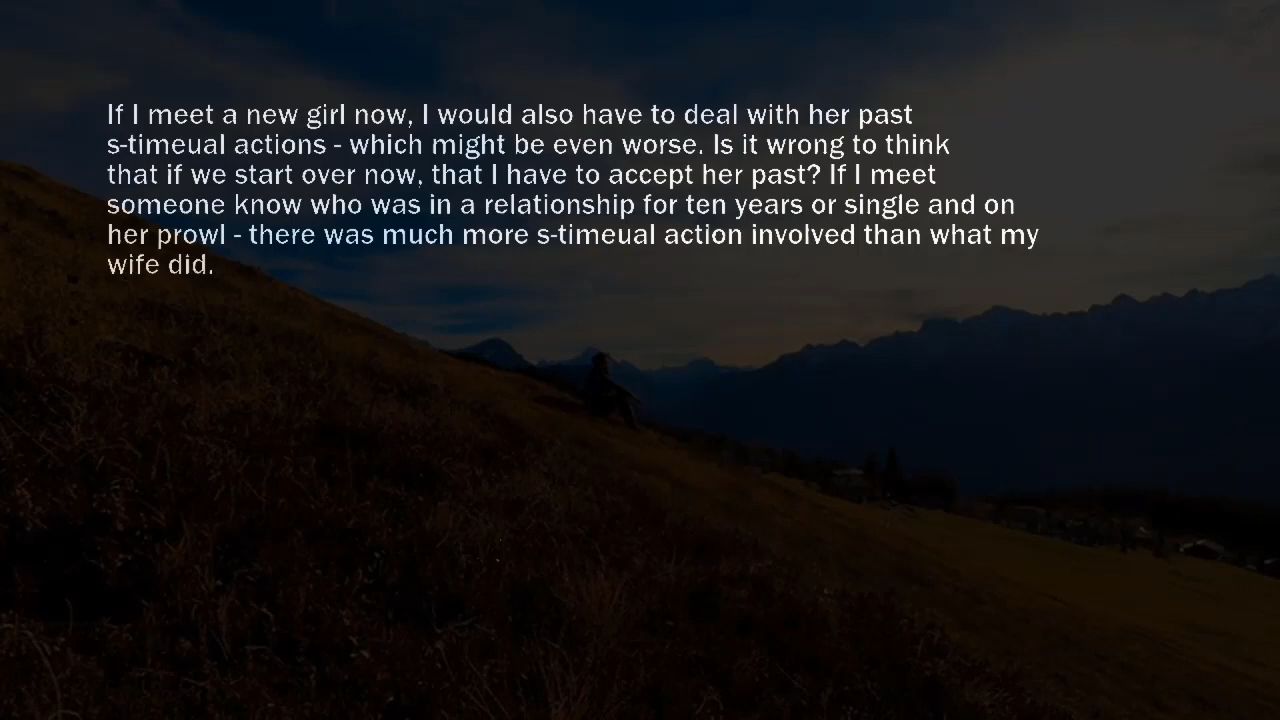 If I meet a new girl now, I would also have to deal with her past
s-timeual actions - which might be even worse. Is it wrong to think
that if we start over now, that I have to accept her past? If I meet
someone know who was in a relationship for ten years or single and on
her prowl - there was much more s-timeual action involved than what my
wife did.